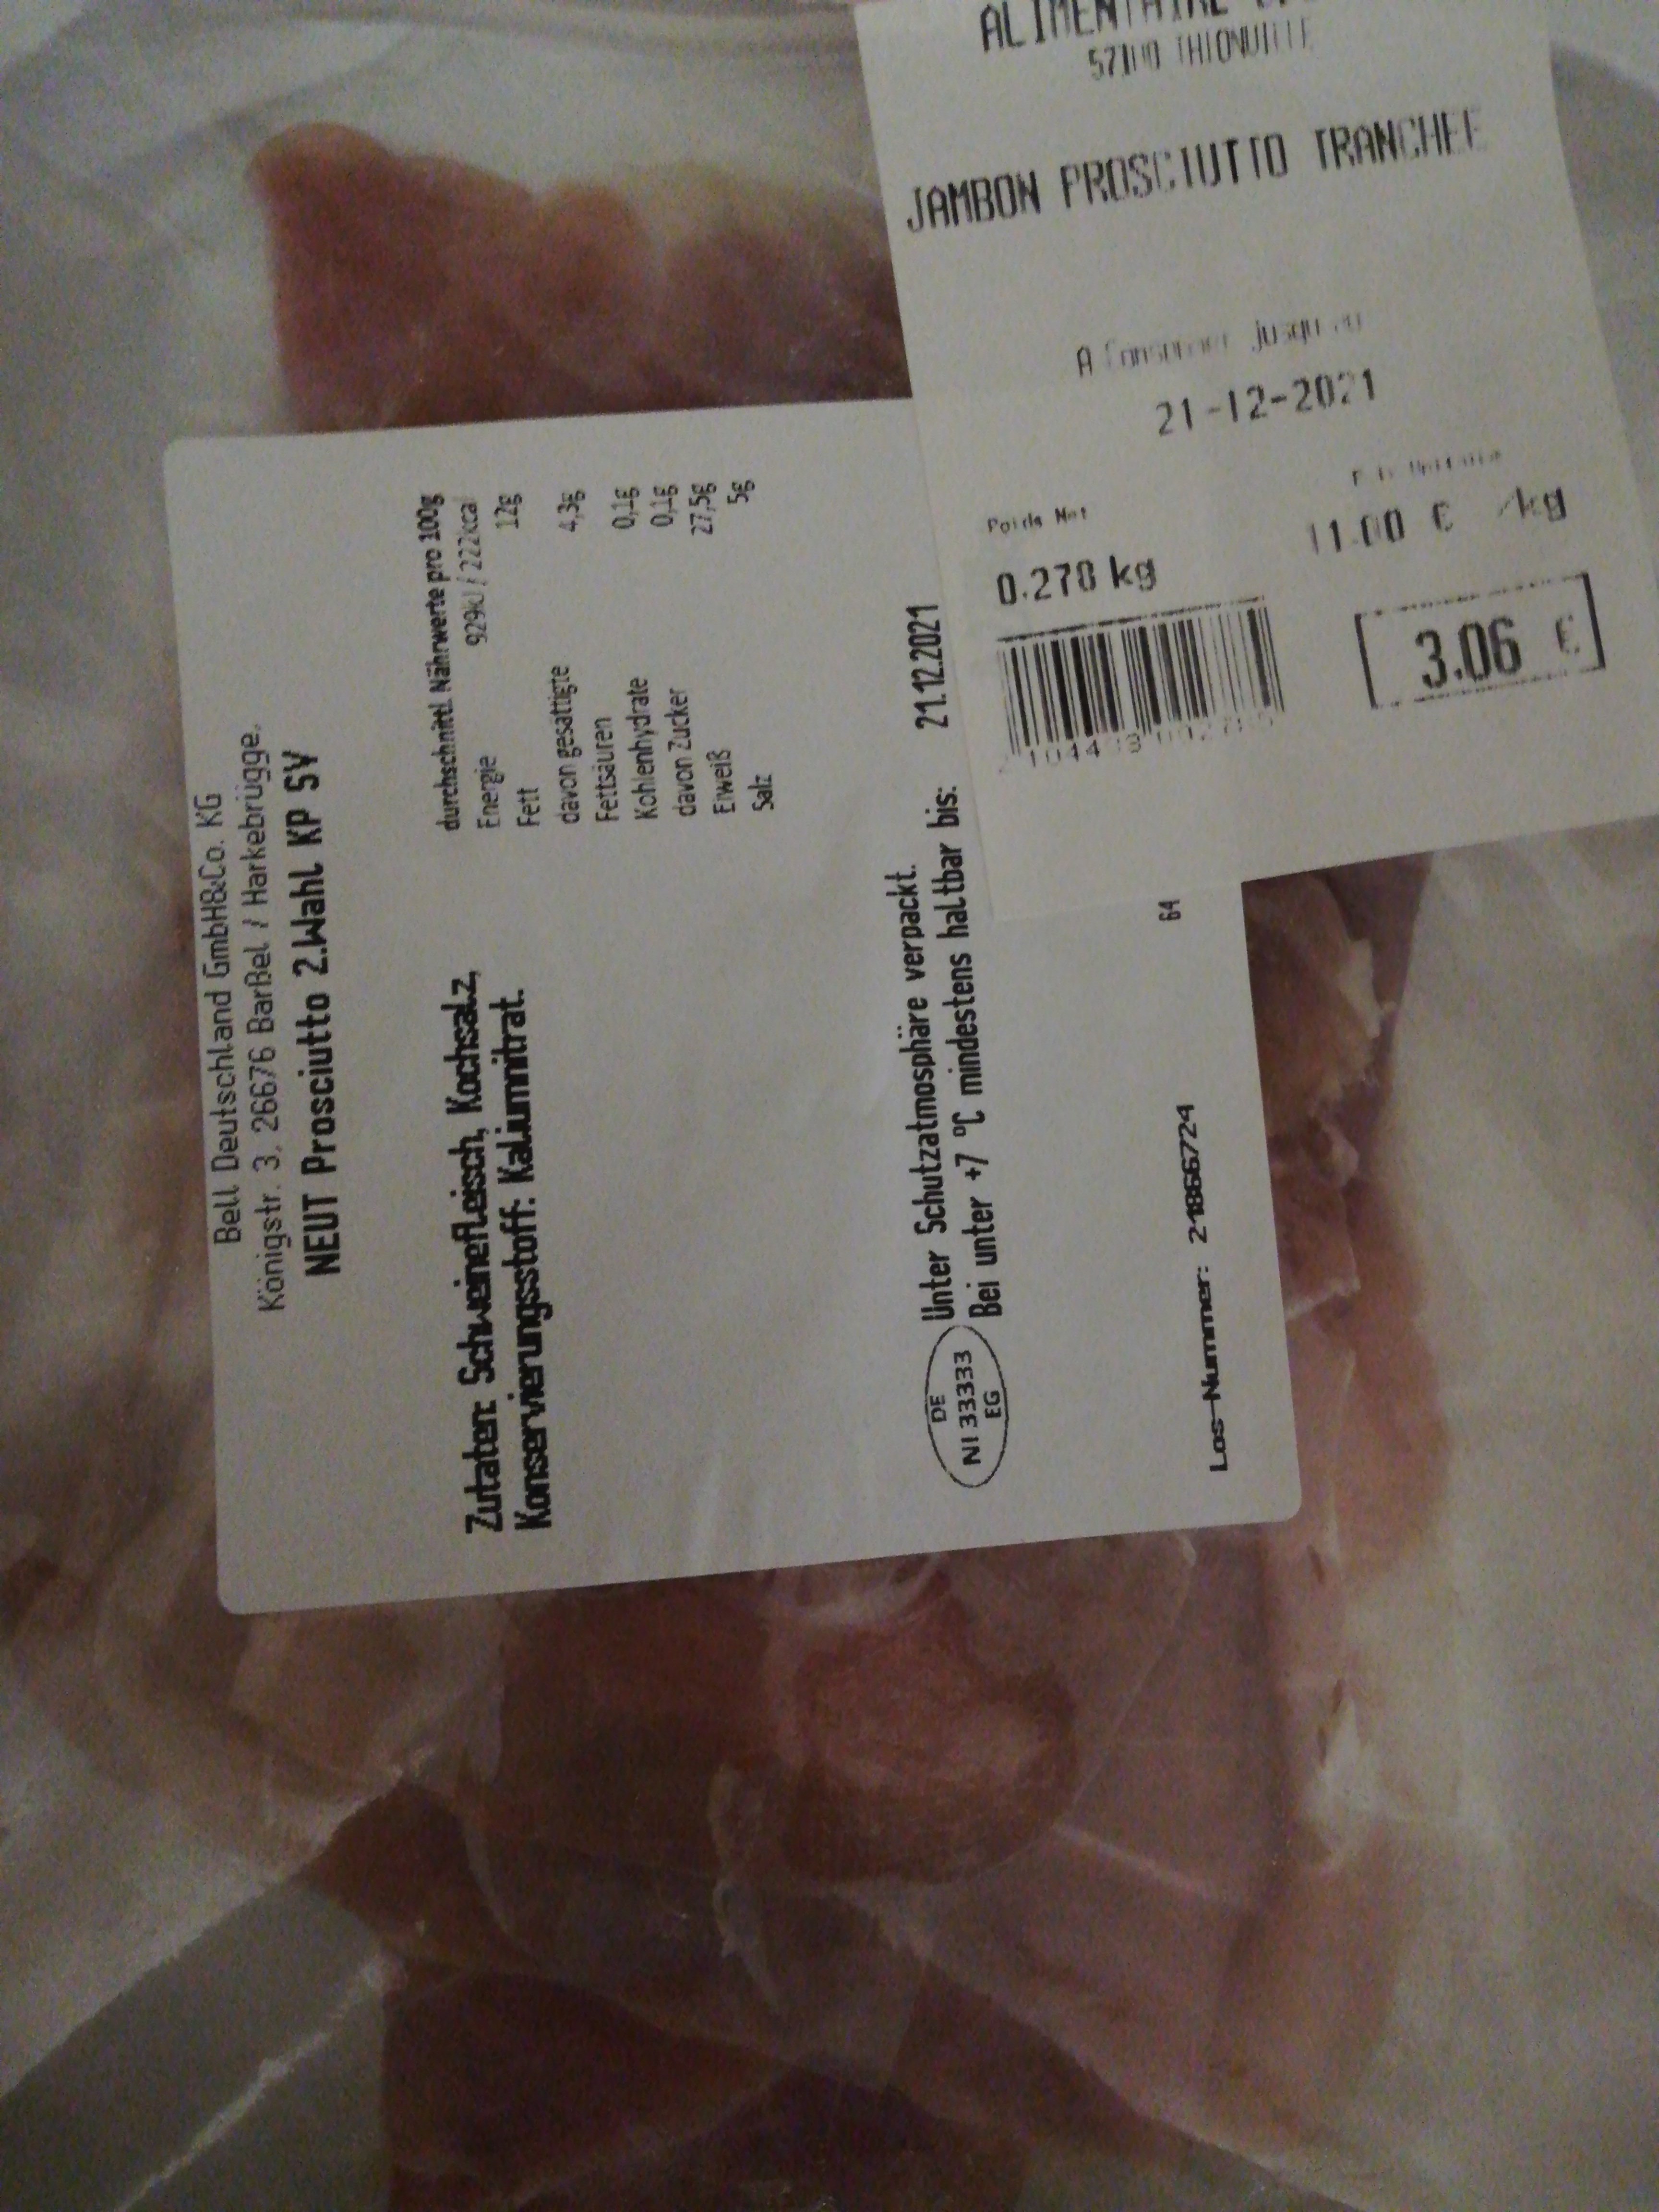 ALIMENTAIRE
57100 THIONVILLE
JAMBON PROSCIUTTO TRANCHEE
A Consommer jusqu'au
21-12-2021
Poids Net
0.278 kg
11.00 € /kg
3.06 €
Bell Deutschland GmbH&Co. KG
Königstr. 3, 26676 Barßel / Harkebrügge,
NEUT Prosciutto 2.Wahl KP SV
Zutaten: Schweinefleisch, Kochsalz,
Konservierungsstoff: Kaliumnitrat.
durchschnittl. Nährwerte pro 100g
Energie 929kJ / 222kcal
Fett 12g
davon gesättigte 4,3g
Fettsäuren
Kohlenhydrate 0,1g
davon Zucker 0,1g
Eiweiß 27,5g
Salz 5g
DE
NI 33333
EG
Unter Schutzatmosphäre verpackt.
Bei unter +7 °C mindestens haltbar bis: 21.12.2021
Los-Nummer: 21866724 64